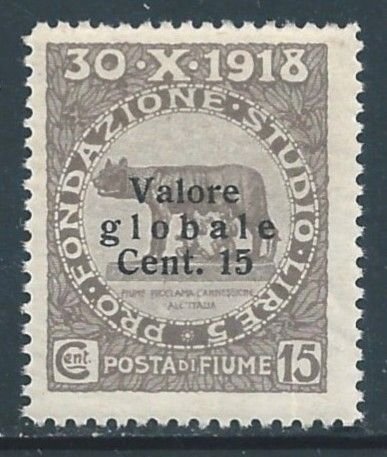 30·X·1918
PRO·FONDAZIONE·STUDIO·LIRE 5
Valore
globale
Cent. 15
FIUME PROCLAMA L'ANNESSIONE
ALL'ITALIA
Cent. POSTA DI FIUME 15